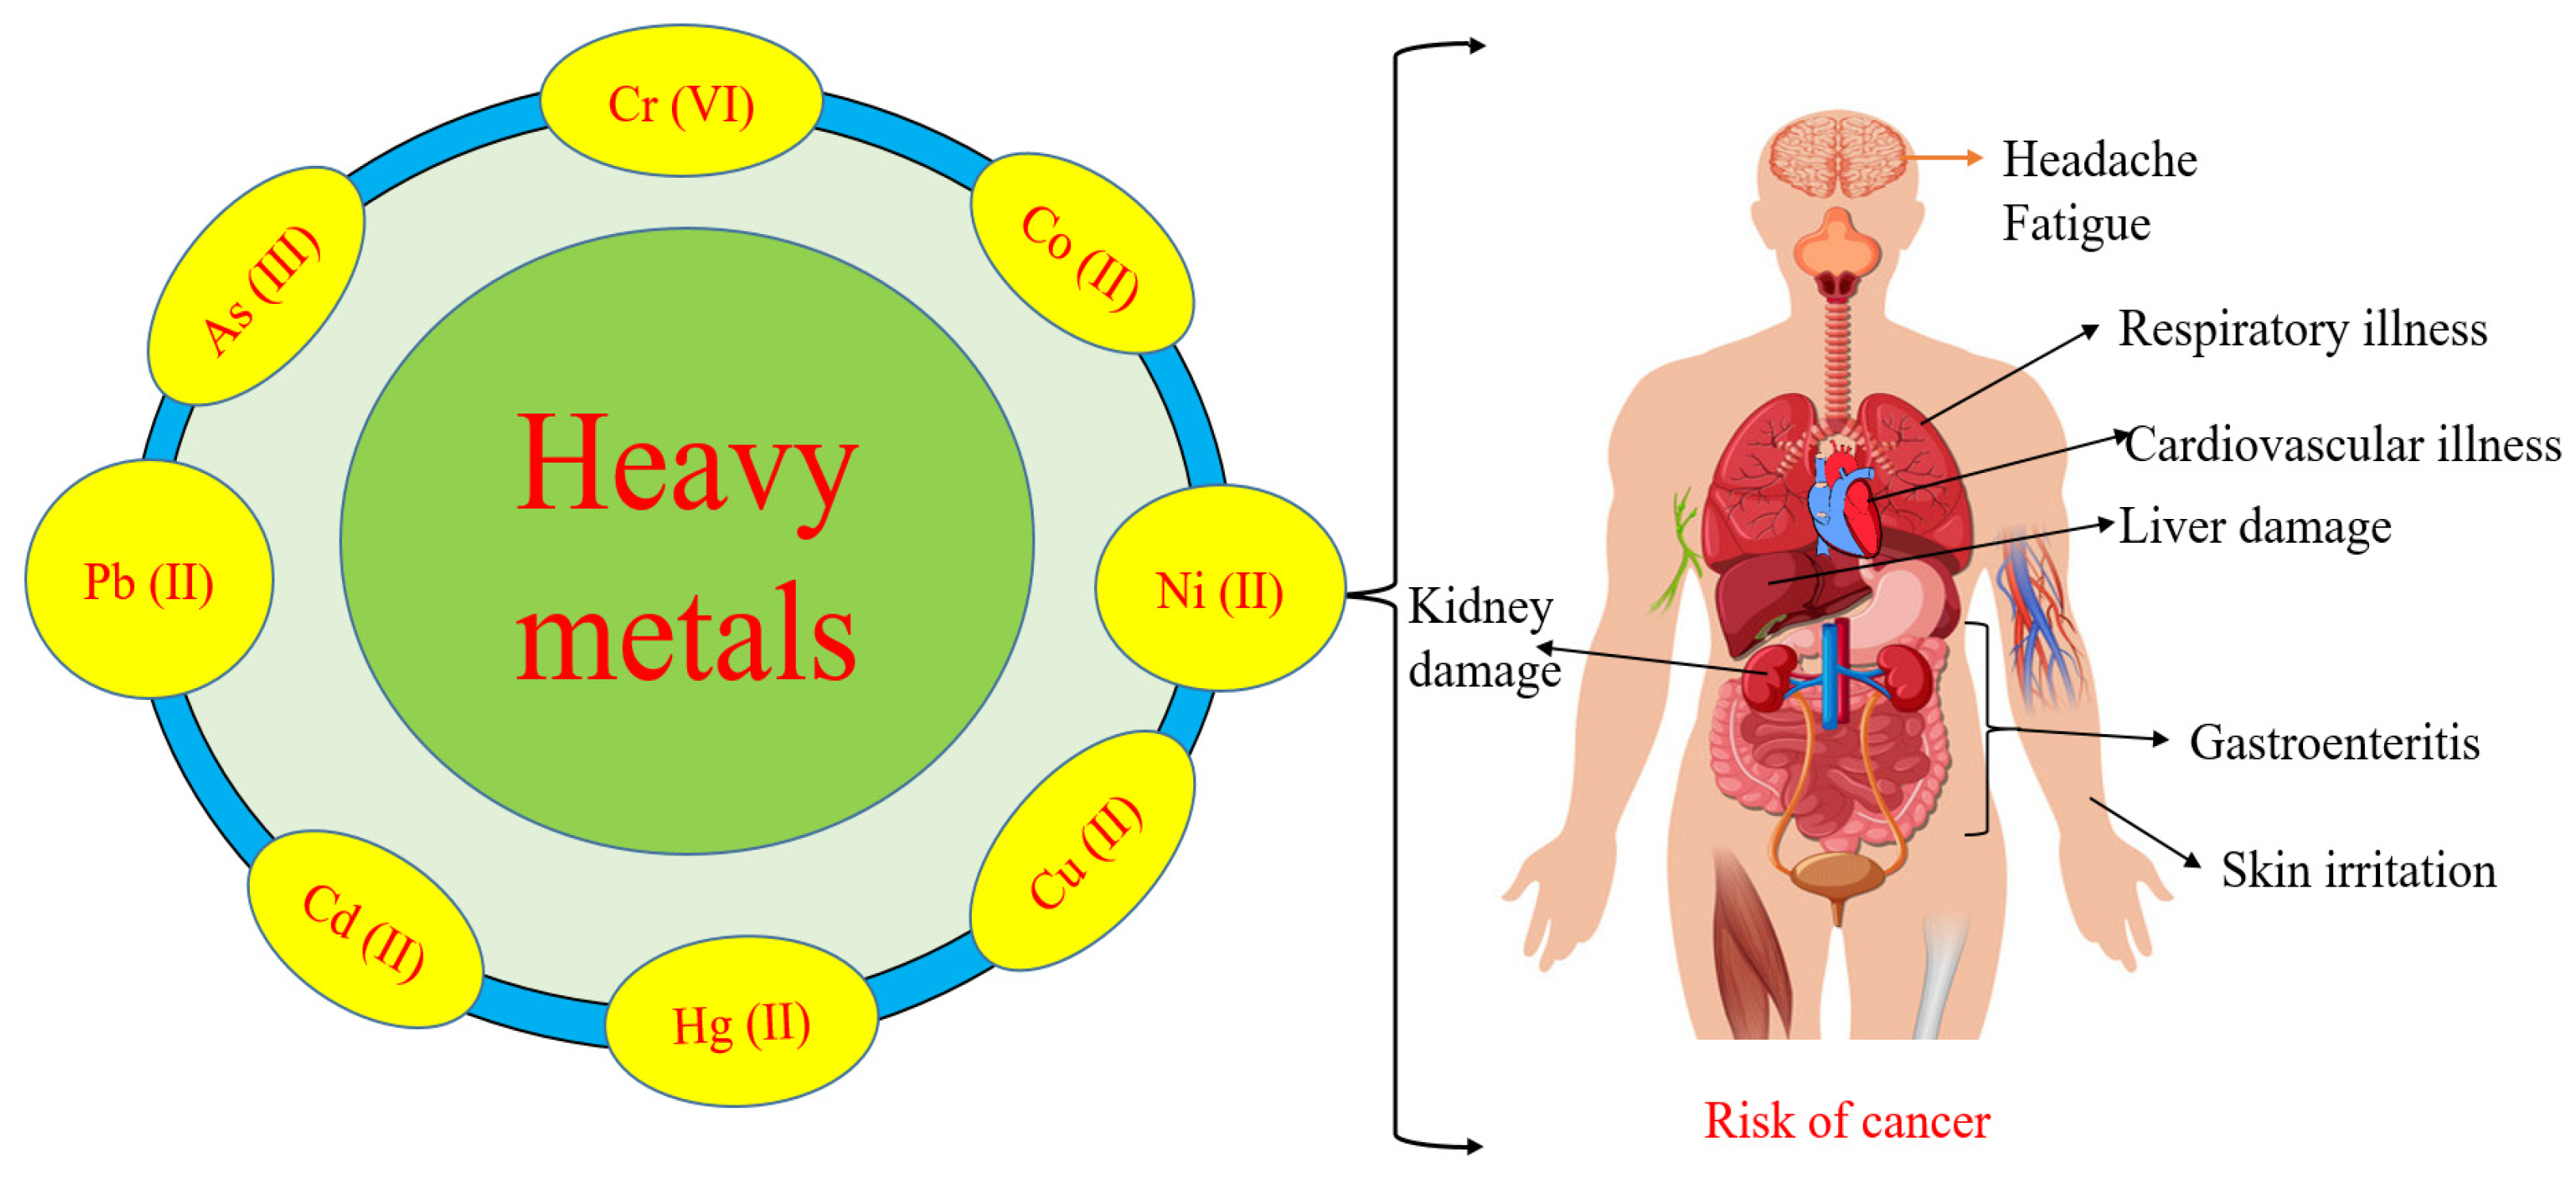 Cr (VI)
Co (II)
As (III)
Heavy
metals
Pb (II)
Ni (II)
Cu (II)
Cd (II)
Hg (II)
Headache
Fatigue
Respiratory illness
Cardiovascular illness
Liver damage
Kidney
damage
Gastroenteritis
Skin irritation
Risk of cancer